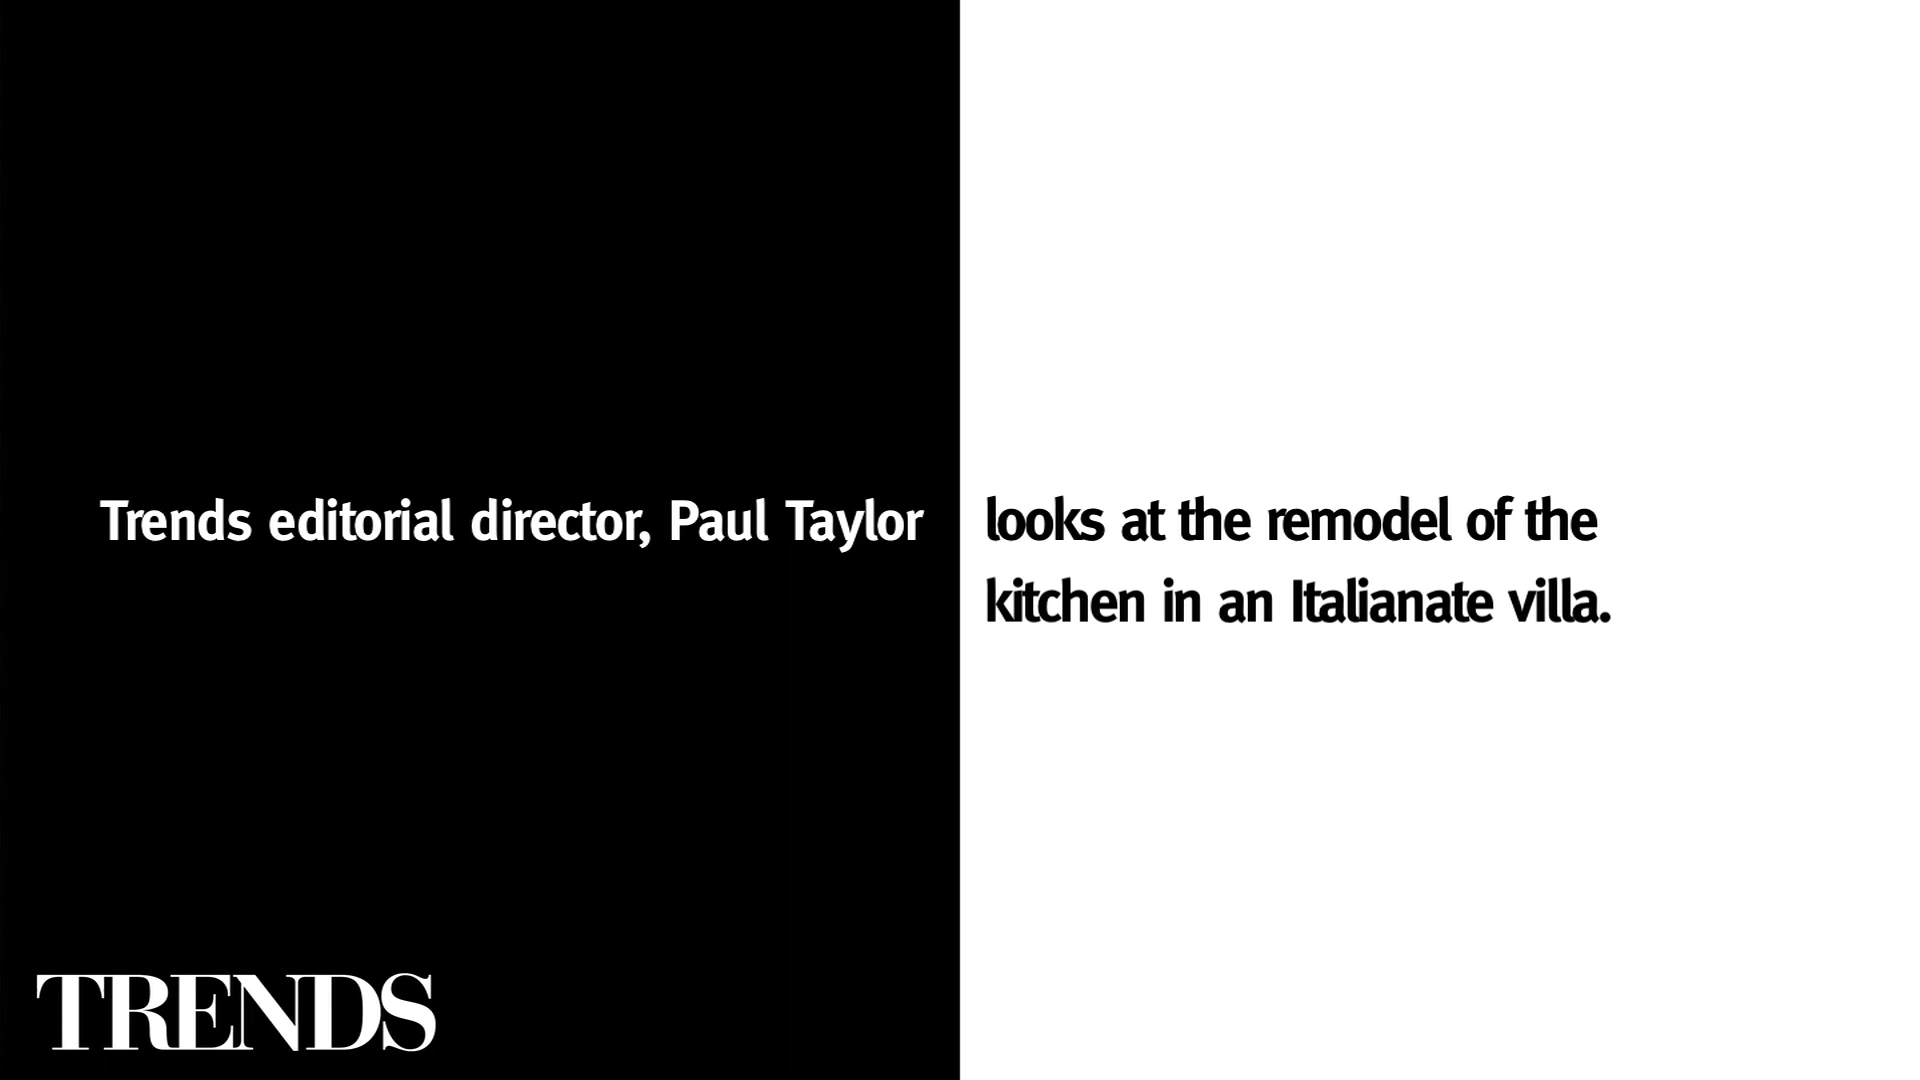 Trends editorial director, Paul Taylor
looks at the remodel of the
kitchen in an Italianate villa.
TRENDS